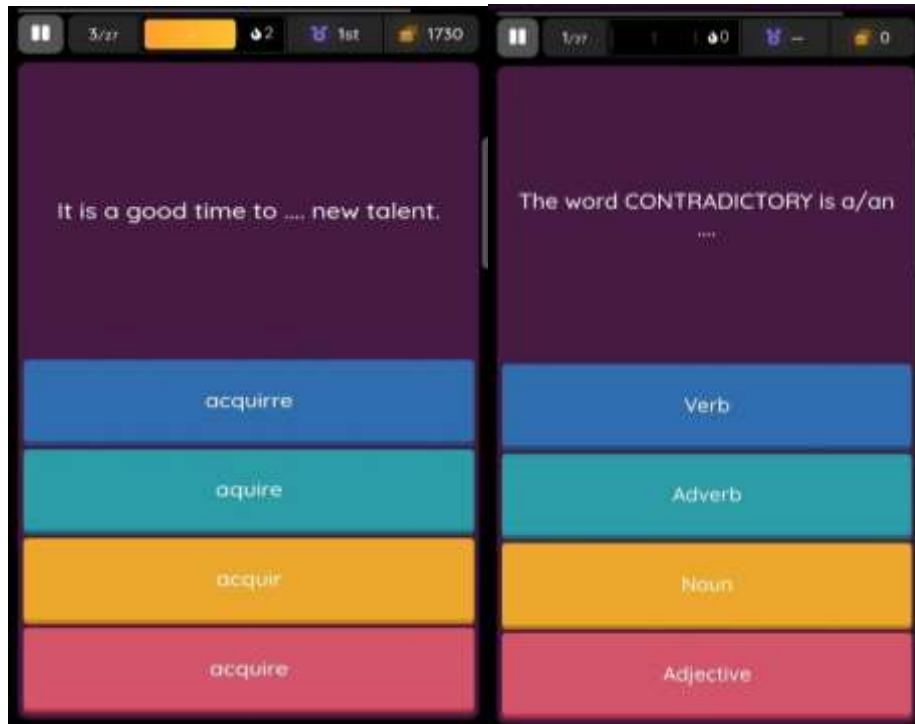 3/27
2
1st
1730
It is a good time to .... new talent.
acquirre
aquire
acquir
acquire
1/27
0
–
0
The word CONTRADICTORY is a/an
....
Verb
Adverb
Noun
Adjective